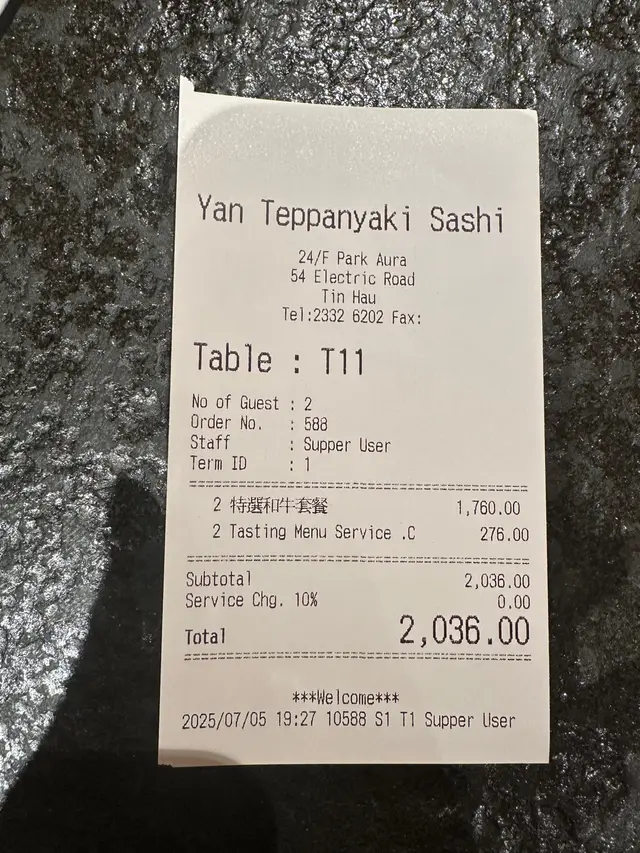 Yan Teppanyaki Sashi
24/F Park Aura
54 Electric Road
Tin Hau
Tel:2332 6202 Fax:
Table : T11
No of Guest : 2
Order No. : 588
Staff : Supper User
Term ID : 1
2 特選和牛套餐 1,760.00
2 Tasting Menu Service .C 276.00
Subtotal 2,036.00
Service Chg. 10% 0.00
Total 2,036.00
***Welcome***
2025/07/05 19:27 10588 S1 T1 Supper User